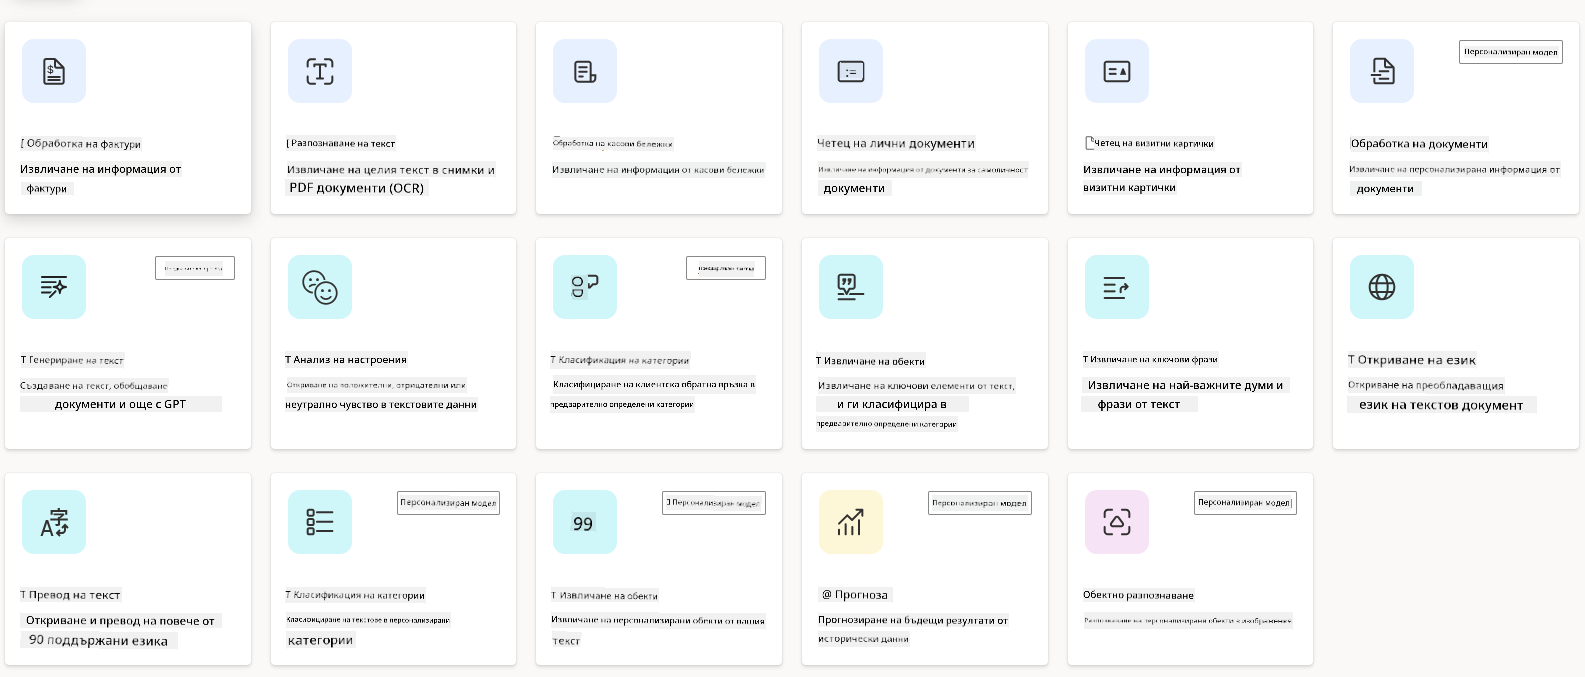 Персонализиран модел
[ Обработка на фактури
Извличане на информация от
фактури
[ Разпознаване на текст
Извличане на целия текст в снимки и
PDF документи (OCR)
Обработка на касови бележки
Извличане на информация от касови бележки
Четец на лични документи
Извличане на информация от документи за самоличност
документи
Четец на визитни картички
Извличане на информация от
визитни картички
Обработка на документи
Извличане на персонализирана информация от
документи
T Генериране на текст
Създаване на текст, обобщаване
документи и още с GPT
T Анализ на настроения
Откриване на положителни, отрицателни или
неутрално чувство в текстовите данни
T Класификация на категории
Класифициране на клиентска обратна връзка в
предварително определени категории
T Извличане на обекти
Извличане на ключови елементи от текст,
и ги класифицира в
предварително определени категории
T Извличане на ключови фрази
Извличане на най-важните думи и
фрази от текст
T Откриване на език
Откриване на преобладаващия
език на текстов документ
Персонализиран модел
Персонализиран модел
Персонализиран модел
Персонализиран модел
99
T Превод на текст
Откриване и превод на повече от
90 поддържани езика
T Класификация на категории
Класифициране на текстове в персонализирани
категории
T Извличане на обекти
Извличане на персонализирани обекти от вашия
текст
@ Прогноза
Прогнозиране на бъдещи резултати от
исторически данни
Обектно разпознаване
Разпознаване на персонализирани обекти в изображения